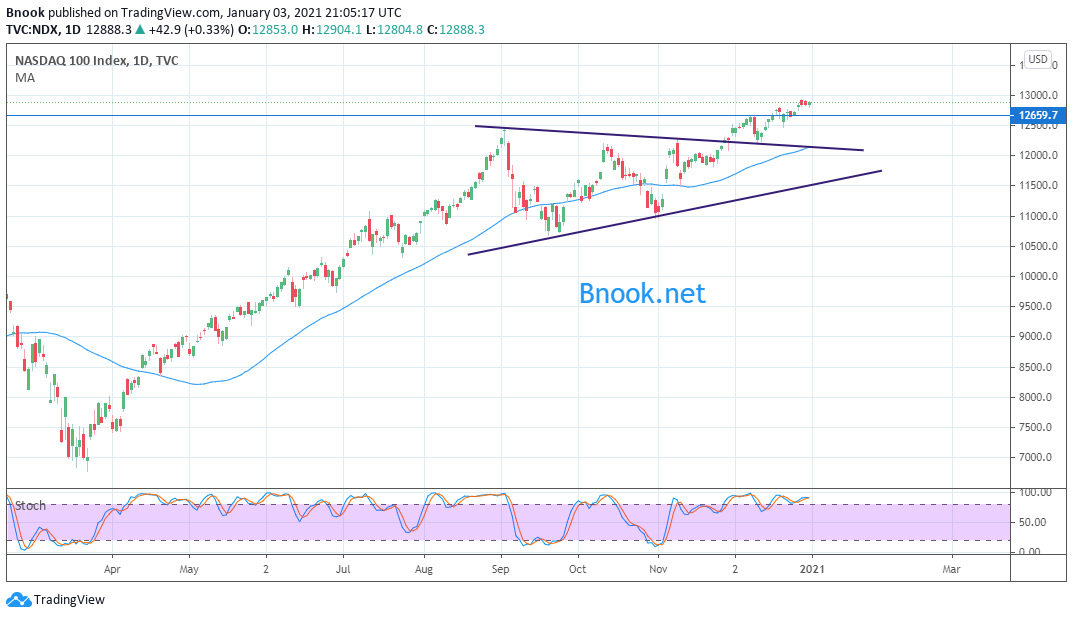 Bnook published on TradingView.com, January 03, 2021 21:05:17 UTC
TVC:NDX, 1D 12888.3 ▲ +42.9 (+0.33%) O:12853.0 H:12904.1 L:12804.8 C:12888.3
NASDAQ 100 Index, 1D, TVC
MA
USD
13000.0
12659.7
12500.0
12000.0
11500.0
11000.0
10500.0
10000.0
9500.0
9000.0
8500.0
8000.0
7500.0
7000.0
Bnook.net
Stoch
100.00
50.00
0.00
Apr May 2 Jul Aug Sep Oct Nov 2 2021 Mar
TradingView